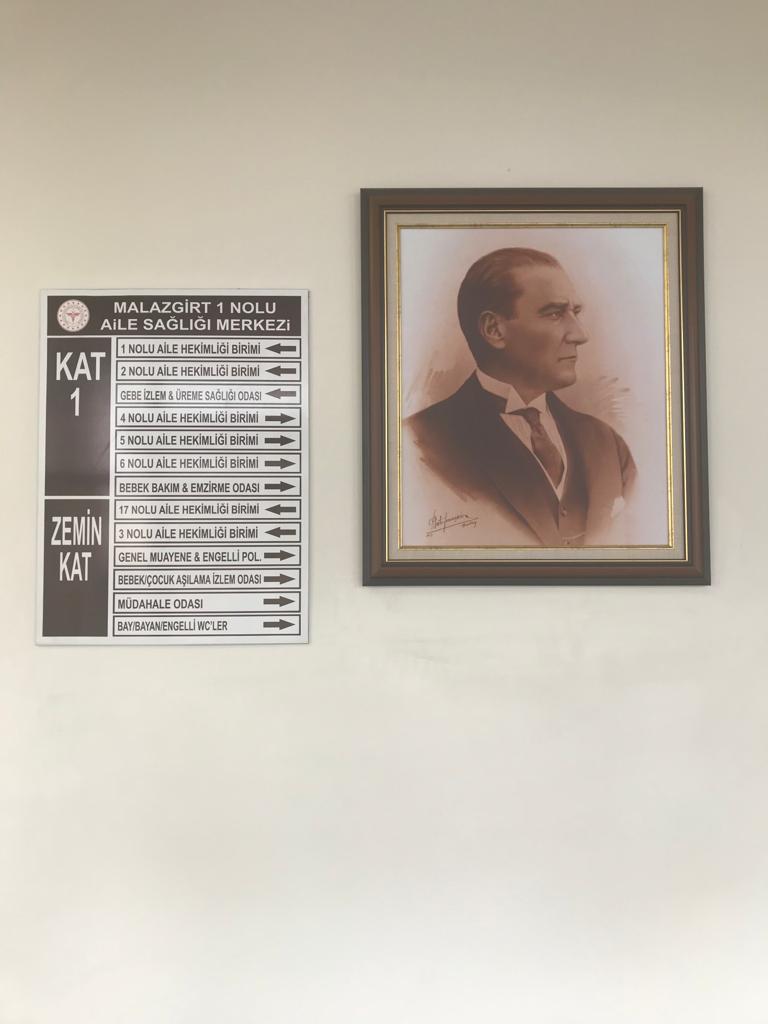 MALAZGİRT 1 NOLU
AiLE SAĞLIĞI MERKEZi
KAT
1
1 NOLU AİLE HEKİMLİĞİ BİRİMİ
2 NOLU AİLE HEKİMLİĞİ BİRİMİ
GEBE İZLEM & ÜREME SAĞLIĞI ODASI
4 NOLU AİLE HEKİMLİĞİ BİRİMİ
5 NOLU AİLE HEKİMLİĞİ BİRİMİ
6 NOLU AİLE HEKİMLİĞİ BİRİMİ
BEBEK BAKIM & EMZİRME ODASI
ZEMİN
KAT
17 NOLU AİLE HEKİMLİĞİ BİRİMİ
3 NOLU AİLE HEKİMLİĞİ BİRİMİ
GENEL MUAYENE & ENGELLİ POL.
BEBEK/ÇOCUK AŞILAMA İZLEM ODASI
MÜDAHALE ODASI
BAY/BAYAN/ENGELLİ WC'LER